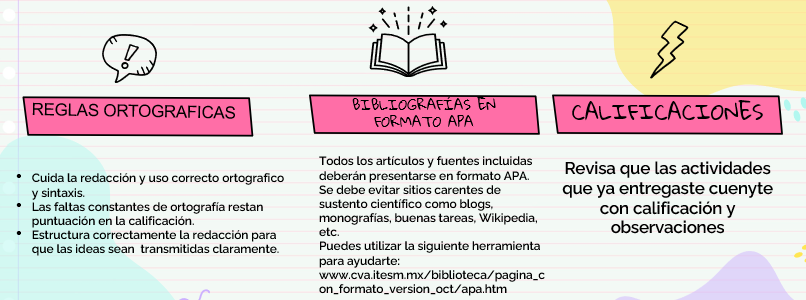 REGLAS ORTOGRAFICAS
Cuida la redacción y uso correcto ortografico
y sintaxis.
Las faltas constantes de ortografía restan
puntuación en la calificación.
Estructura correctamente la redacción para
que las ideas sean transmitidas claramente.
BIBLIOGRAFÍAS EN
FORMATO APA
Todos los artículos y fuentes incluidas
deberán presentarse en formato APA.
Se debe evitar sitios carentes de
sustento científico como blogs,
monografías, buenas tareas, Wikipedia,
etc.
Puedes utilizar la siguiente herramienta
para ayudarte:
www.cva.itesm.mx/biblioteca/pagina_c
on_formato_version_oct/apa.htm
CALIFICACIONES
Revisa que las actividades
que ya entregaste cuenyte
con calificación y
observaciones